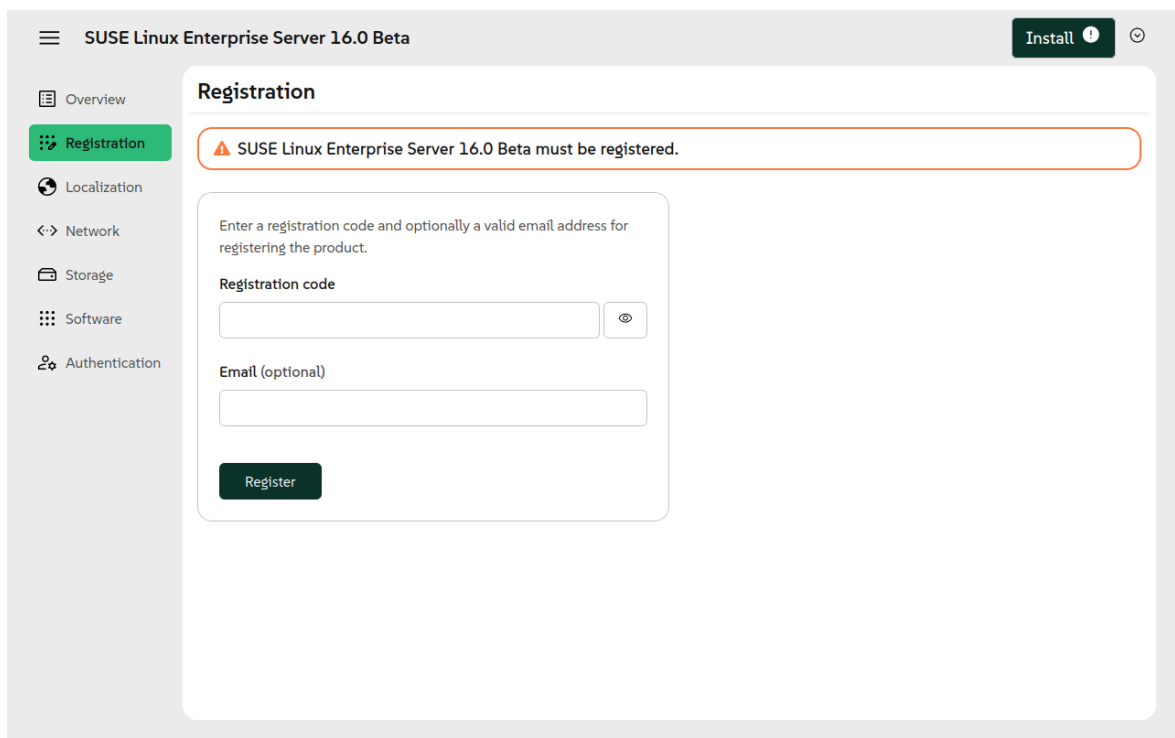 SUSE Linux Enterprise Server 16.0 Beta
Install
Overview
Registration
Localization
Network
Storage
Software
Authentication
Registration
SUSE Linux Enterprise Server 16.0 Beta must be registered.
Enter a registration code and optionally a valid email address for
registering the product.
Registration code
Email (optional)
Register